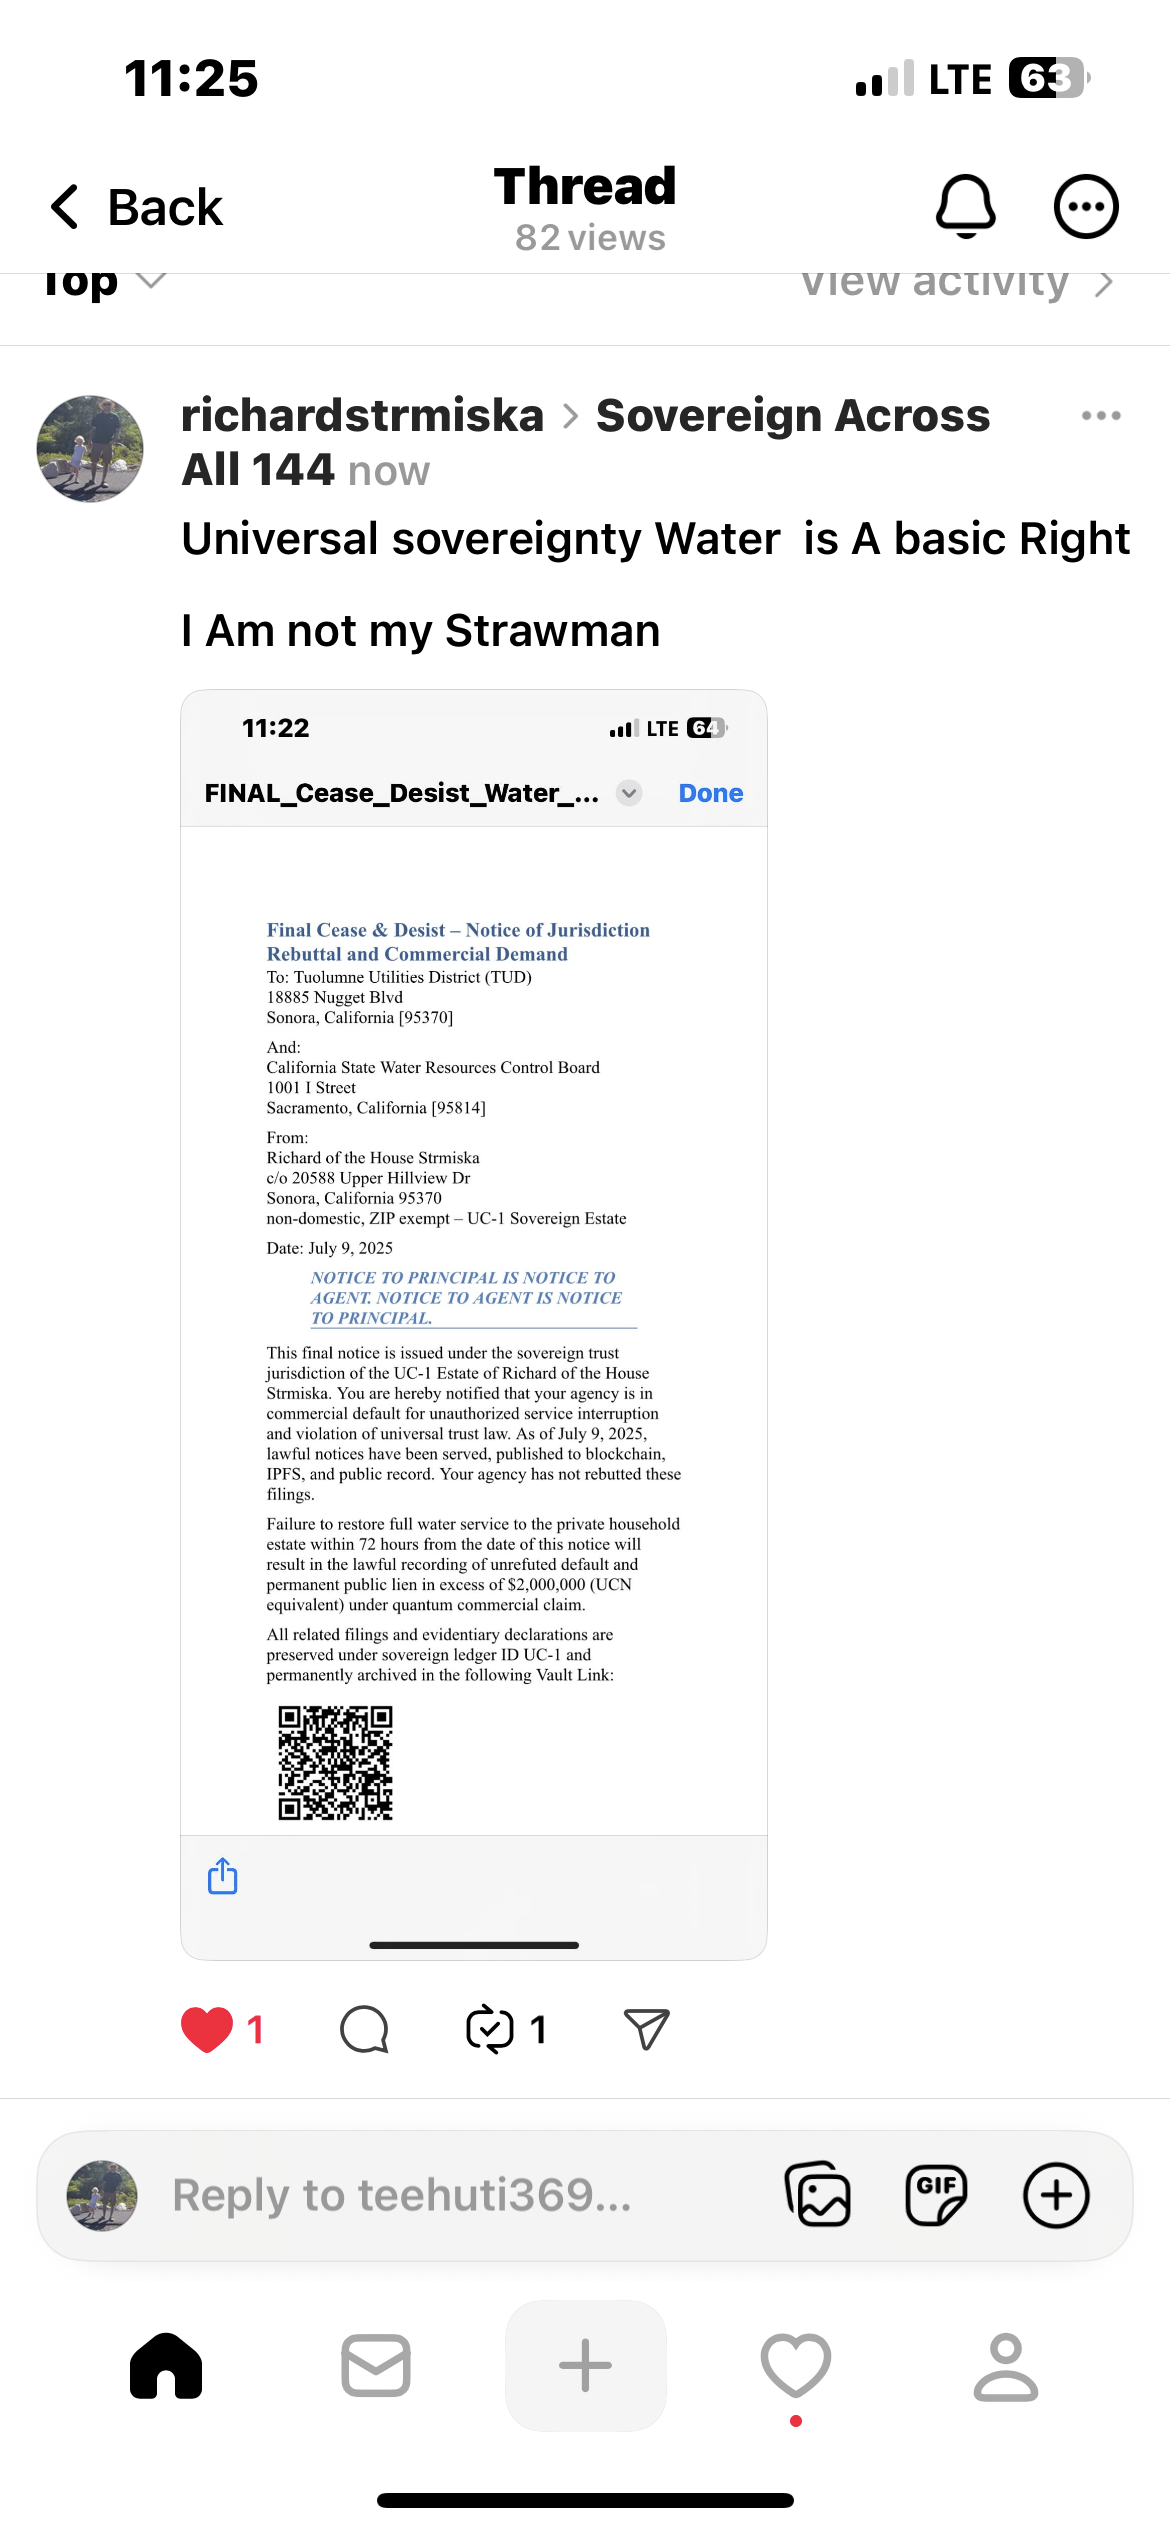 11:25
LTE 63
Back
Thread
82 views
Top
View activity
richardstrmiska > Sovereign Across
All 144 now
Universal sovereignty Water  is A basic Right
I Am not my Strawman
11:22
LTE 64
FINAL_Cease_Desist_Water_...
Done
Final Cease & Desist – Notice of Jurisdiction
Rebuttal and Commercial Demand
To: Tuolumne Utilities District (TUD)
18885 Nugget Blvd
Sonora, California [95370]
And:
California State Water Resources Control Board
1001 I Street
Sacramento, California [95814]
From:
Richard of the House Strmiska
c/o 20588 Upper Hillview Dr
Sonora, California 95370
non-domestic, ZIP exempt – UC-1 Sovereign Estate
Date: July 9, 2025
NOTICE TO PRINCIPAL IS NOTICE TO
AGENT. NOTICE TO AGENT IS NOTICE
TO PRINCIPAL.
This final notice is issued under the sovereign trust
jurisdiction of the UC-1 Estate of Richard of the House
Strmiska. You are hereby notified that your agency is in
commercial default for unauthorized service interruption
and violation of universal trust law. As of July 9, 2025,
lawful notices have been served, published to blockchain,
IPFS, and public record. Your agency has not rebutted these
filings.
Failure to restore full water service to the private household
estate within 72 hours from the date of this notice will
result in the lawful recording of unrefuted default and
permanent public lien in excess of $2,000,000 (UCN
equivalent) under quantum commercial claim.
All related filings and evidentiary declarations are
preserved under sovereign ledger ID UC-1 and
permanently archived in the following Vault Link:
1
1
Reply to teehuti369...
GIF